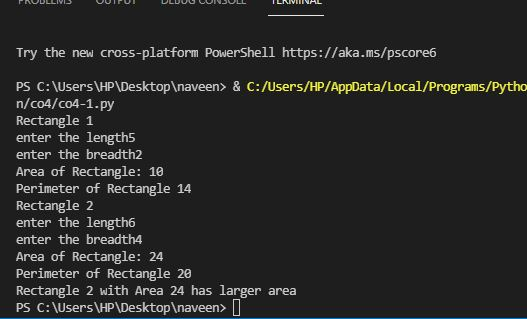 PROBLEMS OUTPUT DEBUG CONSOLE TERMINAL
Try the new cross-platform PowerShell https://aka.ms/pscore6
PS C:\Users\HP\Desktop\naveen> & C:/Users/HP/AppData/Local/Programs/Pytho
n/co4/co4-1.py
Rectangle 1
enter the length5
enter the breadth2
Area of Rectangle: 10
Perimeter of Rectangle 14
Rectangle 2
enter the length6
enter the breadth4
Area of Rectangle: 24
Perimeter of Rectangle 20
Rectangle 2 with Area 24 has larger area
PS C:\Users\HP\Desktop\naveen>